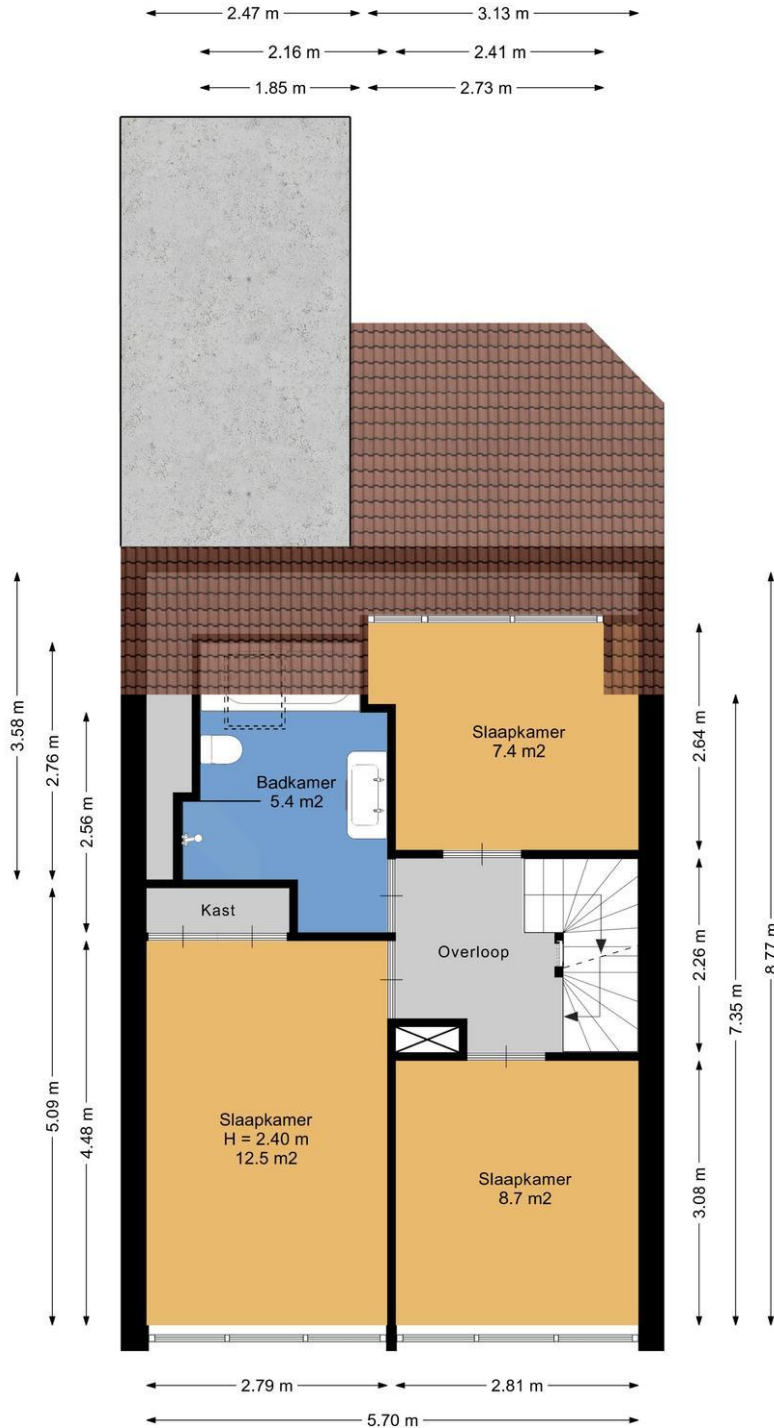 2.47 m
3.13 m
2.16 m
2.41 m
1.85 m
2.73 m
3.58 m
2.76 m
2.56 m
Slaapkamer
7.4 m2
2.64 m
Badkamer
5.4 m2
Kast
Overloop
2.26 m
7.35 m
8.77 m
5.09 m
4.48 m
Slaapkamer
H = 2.40 m
12.5 m2
Slaapkamer
8.7 m2
3.08 m
2.79 m
2.81 m
5.70 m